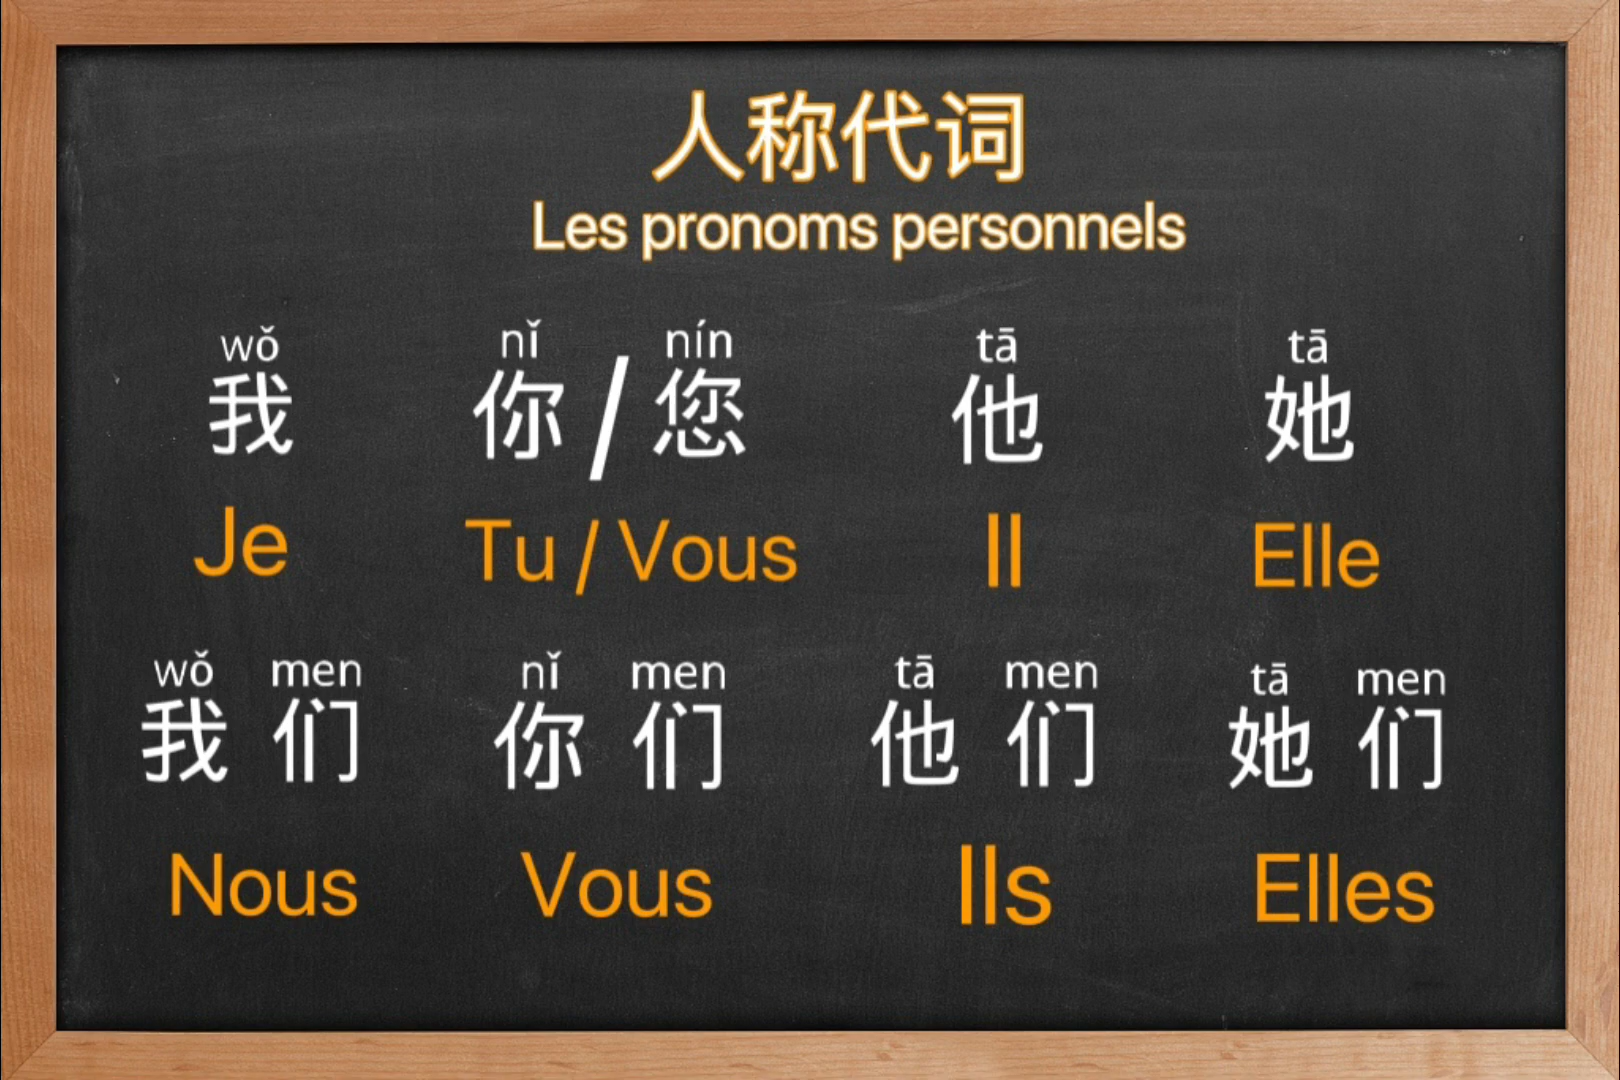 人称代词
Les pronoms personnels
wǒ nǐ nín tā tā
我 你 / 您 他 她
Je Tu / Vous Il Elle
wǒ men nǐ men tā men tā men
我 们 你 们 他 们 她 们
Nous Vous Ils Elles